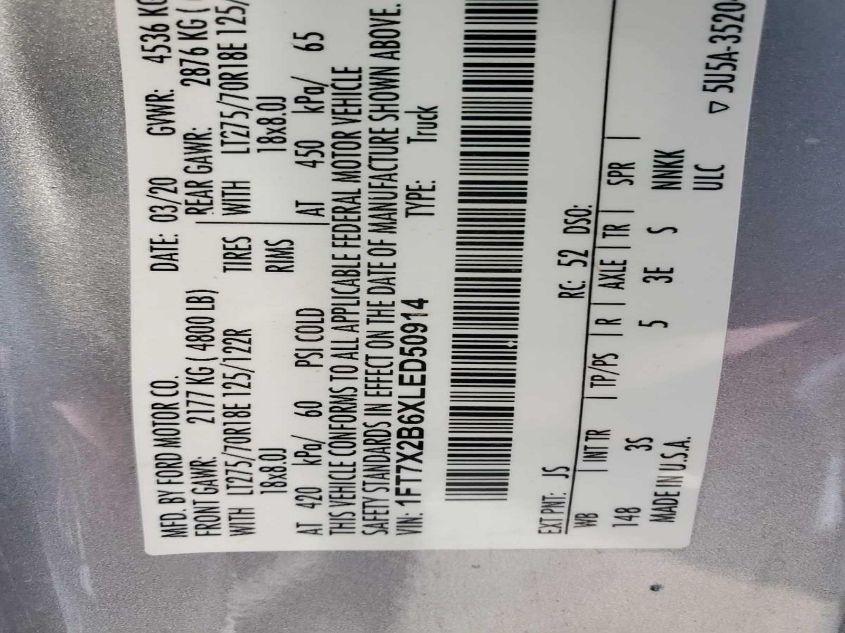 MFD. BY FORD MOTOR CO. DATE: 03/20 GVWR: 4536 KG
FRONT GAWR: 2177 KG ( 4800 LB) REAR GAWR: 2876 KG (
WITH LT275/70R18E 125/122R TIRES WITH LT275/70R18E 125/
18x8.0J RIMS 18x8.0J
AT 420 kPa/ 60 PSI COLD AT 450 kPa/ 65
THIS VEHICLE CONFORMS TO ALL APPLICABLE FEDERAL MOTOR VEHICLE
SAFETY STANDARDS IN EFFECT ON THE DATE OF MANUFACTURE SHOWN ABOVE.
VIN: 1FT7X2B6XLED50914 TYPE: Truck
EXT PNT: JS RC: 52 DSO:
WB | INT TR | TP/PS | R | AXLE | TR | SPR
148 3S 5 3E S NNKK
MADE IN U.S.A. ULC
▽ 5U5A-3520